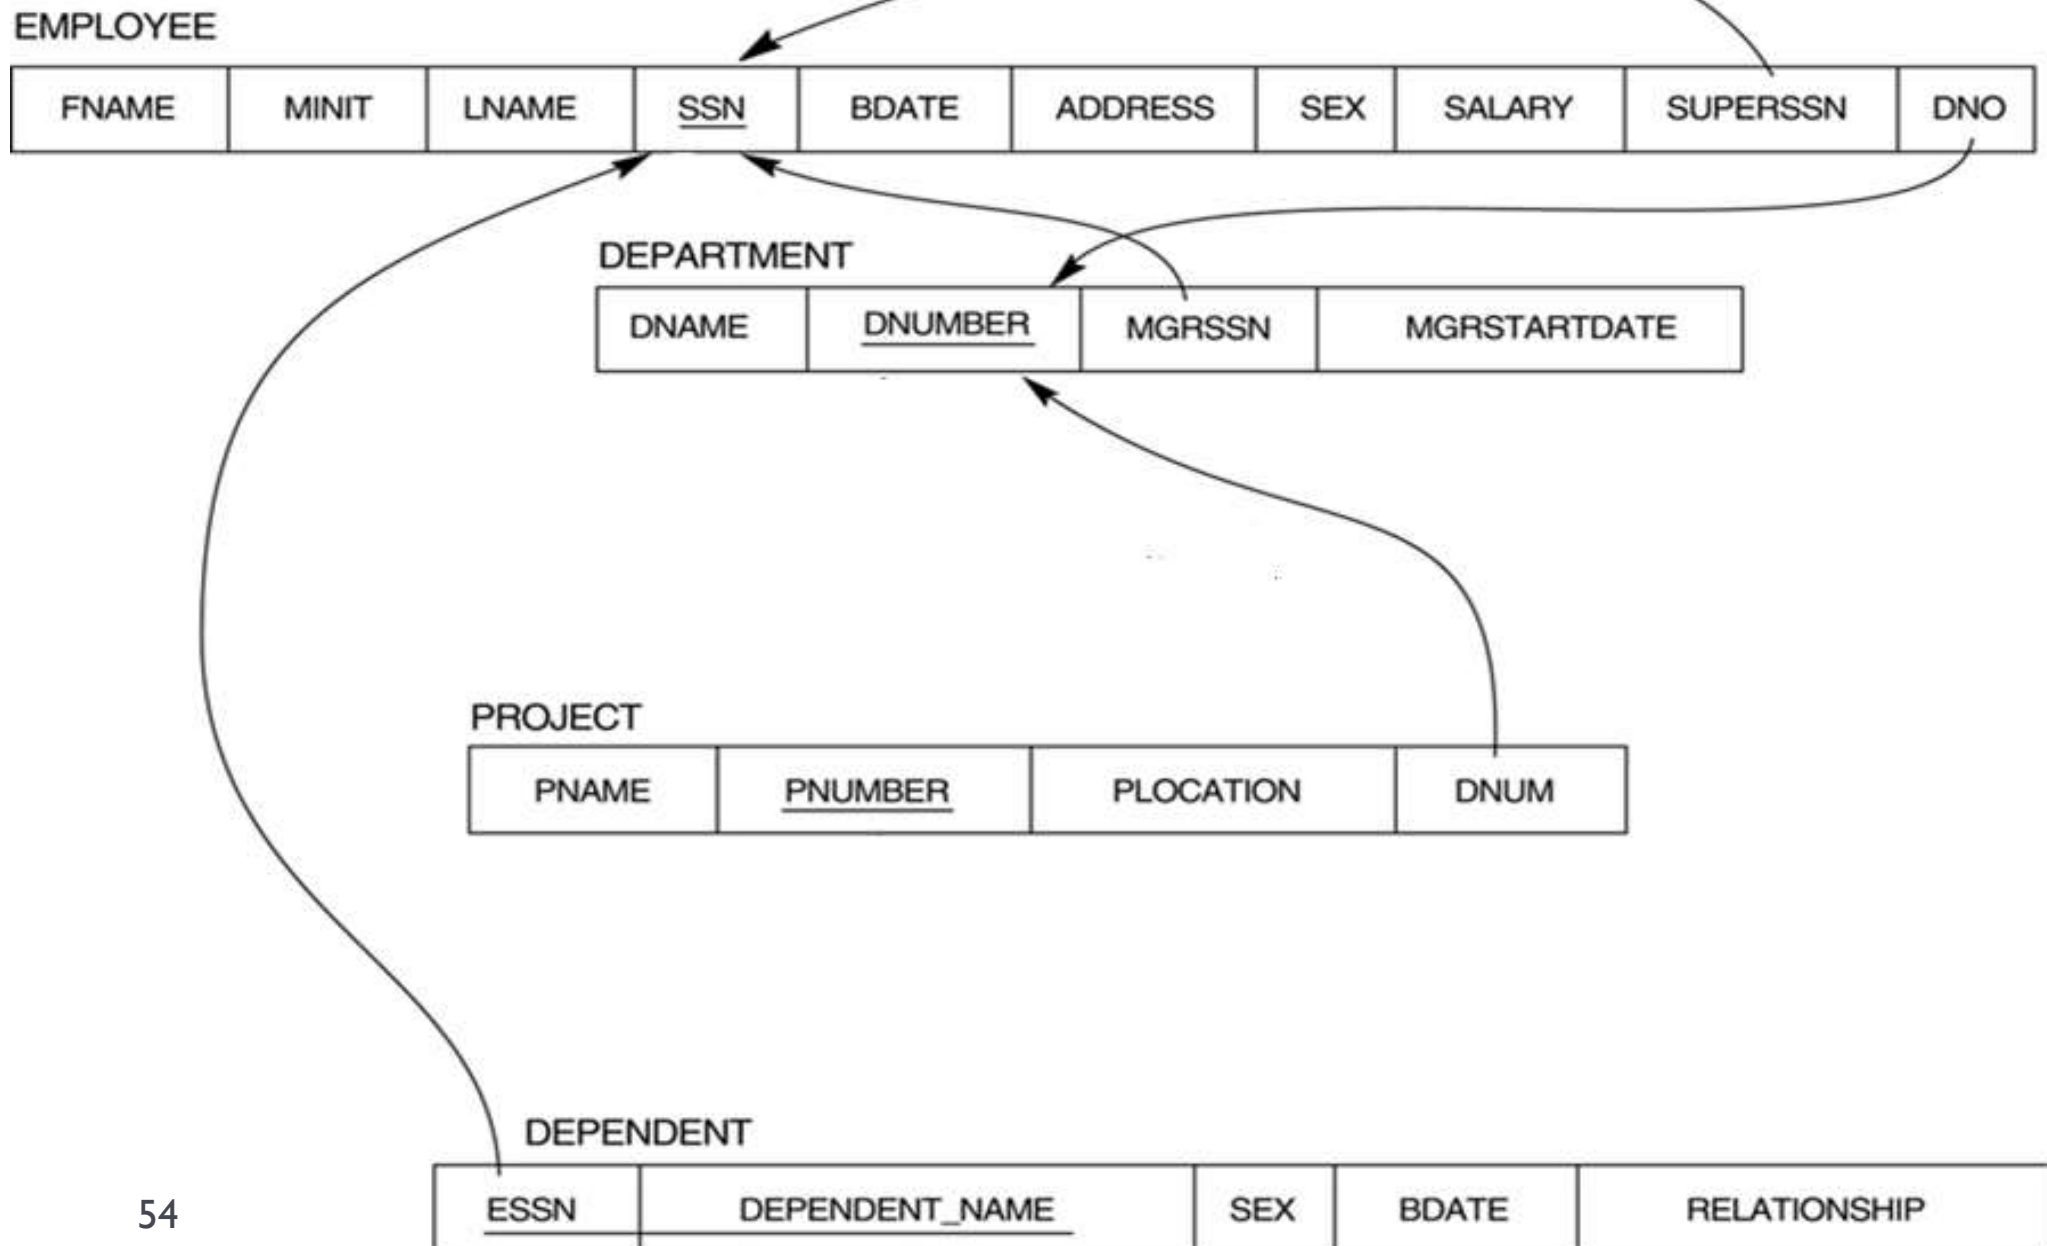 EMPLOYEE
FNAME MINIT LNAME SSN BDATE ADDRESS SEX SALARY SUPERSSN DNO
DEPARTMENT
DNAME DNUMBER MGRSSN MGRSTARTDATE
PROJECT
PNAME PNUMBER PLOCATION DNUM
DEPENDENT
ESSN DEPENDENT_NAME SEX BDATE RELATIONSHIP
54